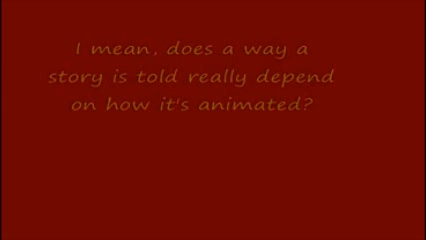 I mean, does a way a
story is told really depend
on how it's animated?